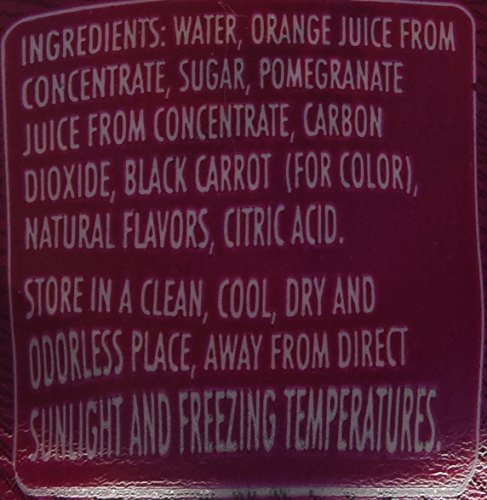 INGREDIENTS: WATER, ORANGE JUICE FROM
CONCENTRATE, SUGAR, POMEGRANATE
JUICE FROM CONCENTRATE, CARBON
DIOXIDE, BLACK CARROT (FOR COLOR),
NATURAL FLAVORS, CITRIC ACID.
STORE IN A CLEAN, COOL, DRY AND
ODORLESS PLACE, AWAY FROM DIRECT
SUNLIGHT AND FREEZING TEMPERATURES.